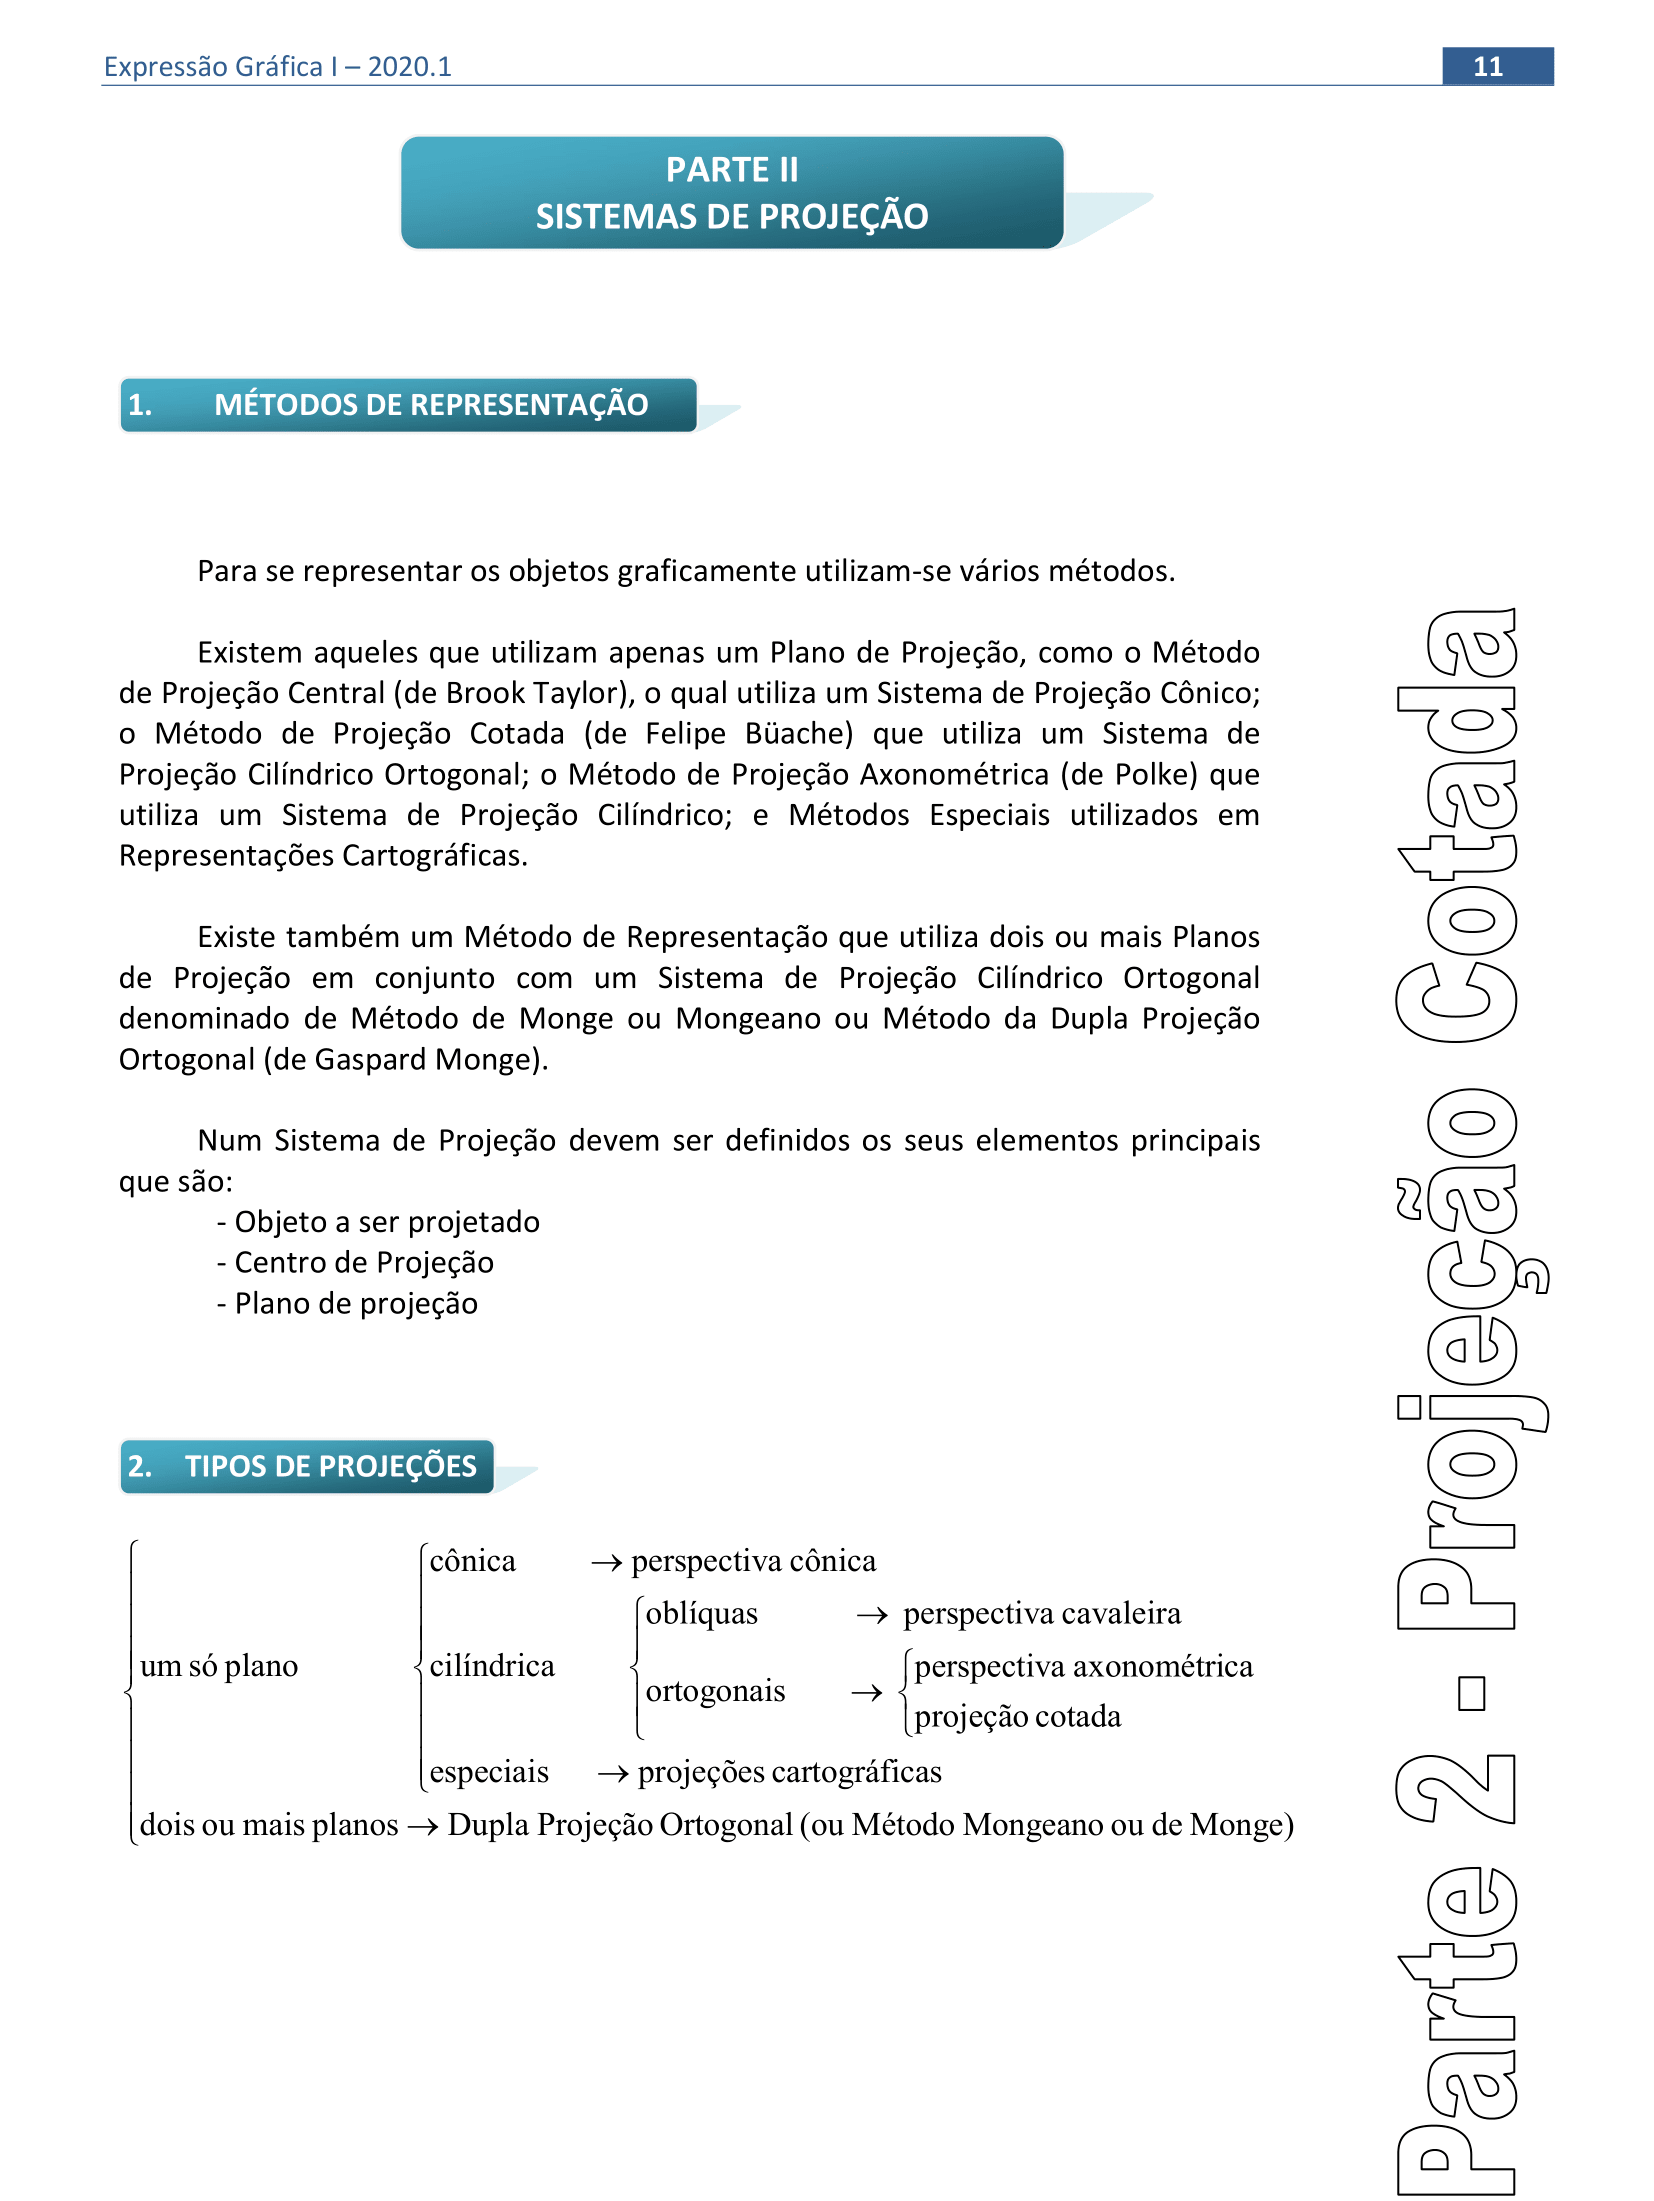 Expressão Gráfica I – 2020.1
11
PARTE II
SISTEMAS DE PROJEÇÃO
1. MÉTODOS DE REPRESENTAÇÃO
Para se representar os objetos graficamente utilizam-se vários métodos.
Existem aqueles que utilizam apenas um Plano de Projeção, como o Método
de Projeção Central (de Brook Taylor), o qual utiliza um Sistema de Projeção Cônico;
o Método de Projeção Cotada (de Felipe Büache) que utiliza um Sistema de
Projeção Cilíndrico Ortogonal; o Método de Projeção Axonométrica (de Polke) que
utiliza um Sistema de Projeção Cilíndrico; e Métodos Especiais utilizados em
Representações Cartográficas.
Existe também um Método de Representação que utiliza dois ou mais Planos
de Projeção em conjunto com um Sistema de Projeção Cilíndrico Ortogonal
denominado de Método de Monge ou Mongeano ou Método da Dupla Projeção
Ortogonal (de Gaspard Monge).
Num Sistema de Projeção devem ser definidos os seus elementos principais
que são:
- Objeto a ser projetado
- Centro de Projeção
- Plano de projeção
2. TIPOS DE PROJEÇÕES
cônica → perspectiva cônica
oblíquas → perspectiva cavaleira
um só plano cilíndrica perspectiva axonométrica
ortogonais →
projeção cotada
especiais → projeções cartográficas
dois ou mais planos → Dupla Projeção Ortogonal (ou Método Mongeano ou de Monge)
Parte 2 - Projeção Cotada